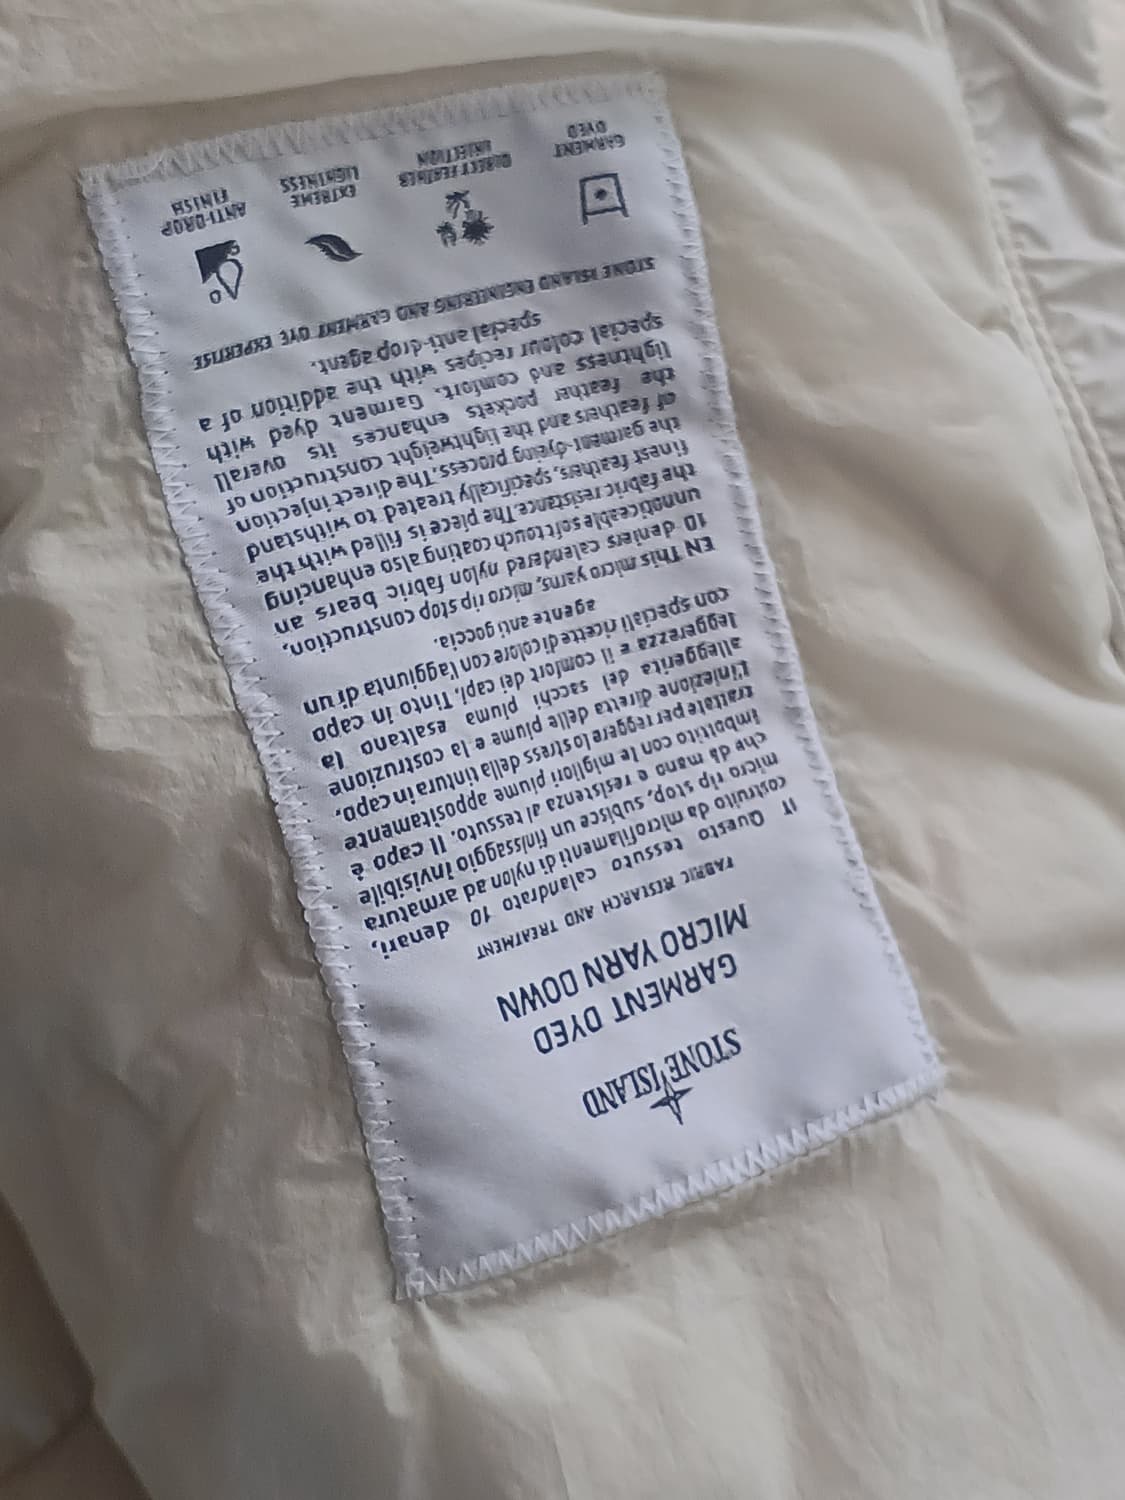 STONE ISLAND
GARMENT DYED
MICRO YARN DOWN
FABRIC RESEARCH AND TREATMENT
IT Questo tessuto calandrato 10 denari,
costruito da microfilamenti di nylon ad armatura
micro rip stop, subisce un finissaggio invisibile
che dà mano e resistenza al tessuto. Il capo è
imbottito con le migliori piume appositamente
trattate per reggere lo stress della tintura in capo.
L'iniezione diretta delle piume e la costruzione
alleggerita dei sacchi piuma esaltano la
leggerezza e il comfort dei capi. Tinto in capo
con speciali ricette di colore con l'aggiunta di un
agente anti goccia.
EN This micro yarns, micro rip stop construction,
10 deniers calendered nylon fabric bears an
unnoticeable soft touch coating also enhancing
the fabric resistance. The piece is filled with the
finest feathers, specifically treated to withstand
the garment-dyeing process. The direct injection
of feathers and the lightweight construction of
the feather pockets enhances its overall
lightness and comfort. Garment dyed with
special colour recipes with the addition of a
special anti-drop agent.
STONE ISLAND ENGINEERING AND GARMENT DYE EXPERTISE
GARMENT DYED
DIRECT FEATHER INJECTION
EXTREME LIGHTNESS
ANTI-DROP FINISH